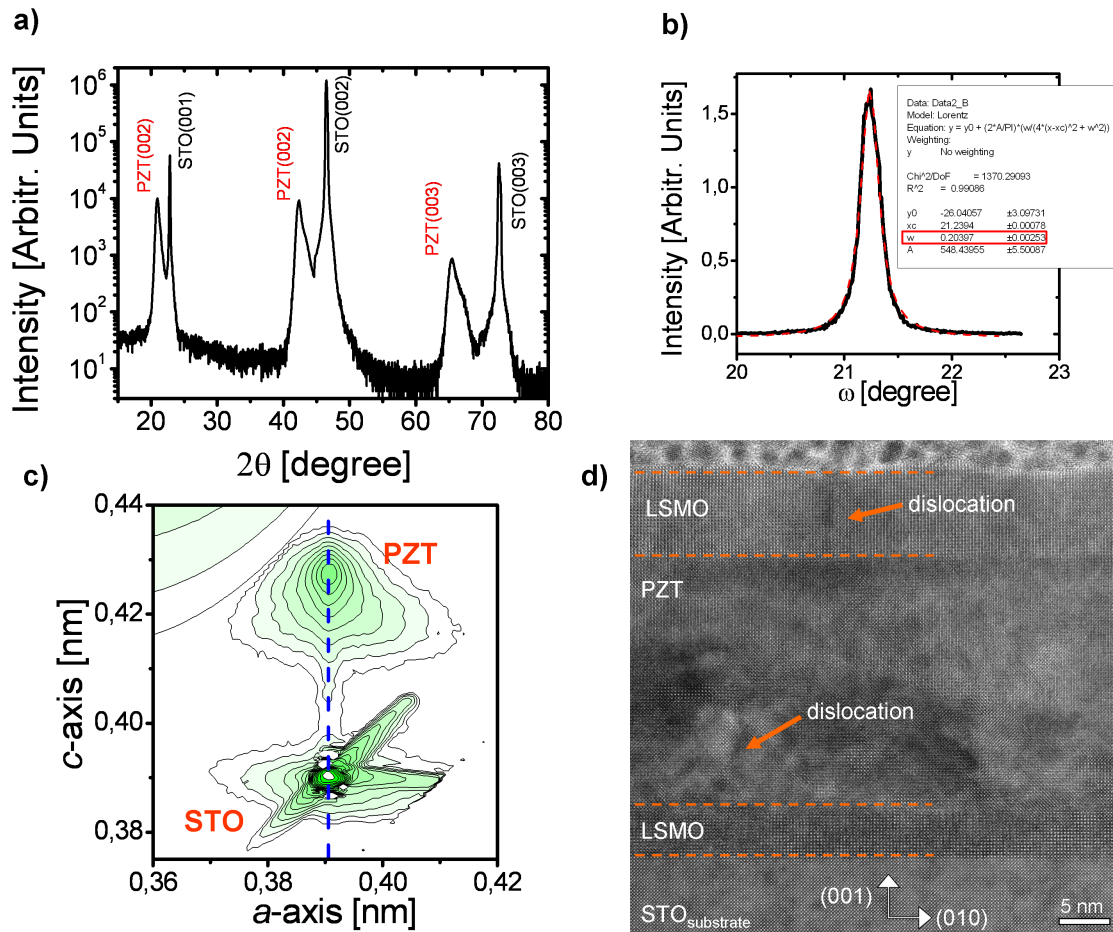 a)
Intensity [Arbitr. Units]
10^6
10^5
10^4
10^3
10^2
10^1
PZT(002)
STO(001)
PZT(002)
STO(002)
PZT(003)
STO(003)
20 30 40 50 60 70 80
2θ [degree]
b)
Intensity [Arbitr. Units]
1,5
1,0
0,5
0,0
20 21 22 23
ω [degree]
Data: Data2_B
Model: Lorentz
Equation: y = y0 + (2*A/PI)*(w/(4*(x-xc)^2 + w^2))
Weighting:
y No weighting
Chi^2/DoF = 1370.29093
R^2 = 0.99086
y0 -26.04057 ±3.09731
xc 21.2394 ±0.00078
w 0.20397 ±0.00253
A 548.43955 ±5.50087
c)
c-axis [nm]
0,44
0,42
0,40
0,38
PZT
STO
0,36 0,38 0,40 0,42
a-axis [nm]
d)
LSMO
dislocation
PZT
dislocation
LSMO
(001)
(010)
STOsubstrate
5 nm